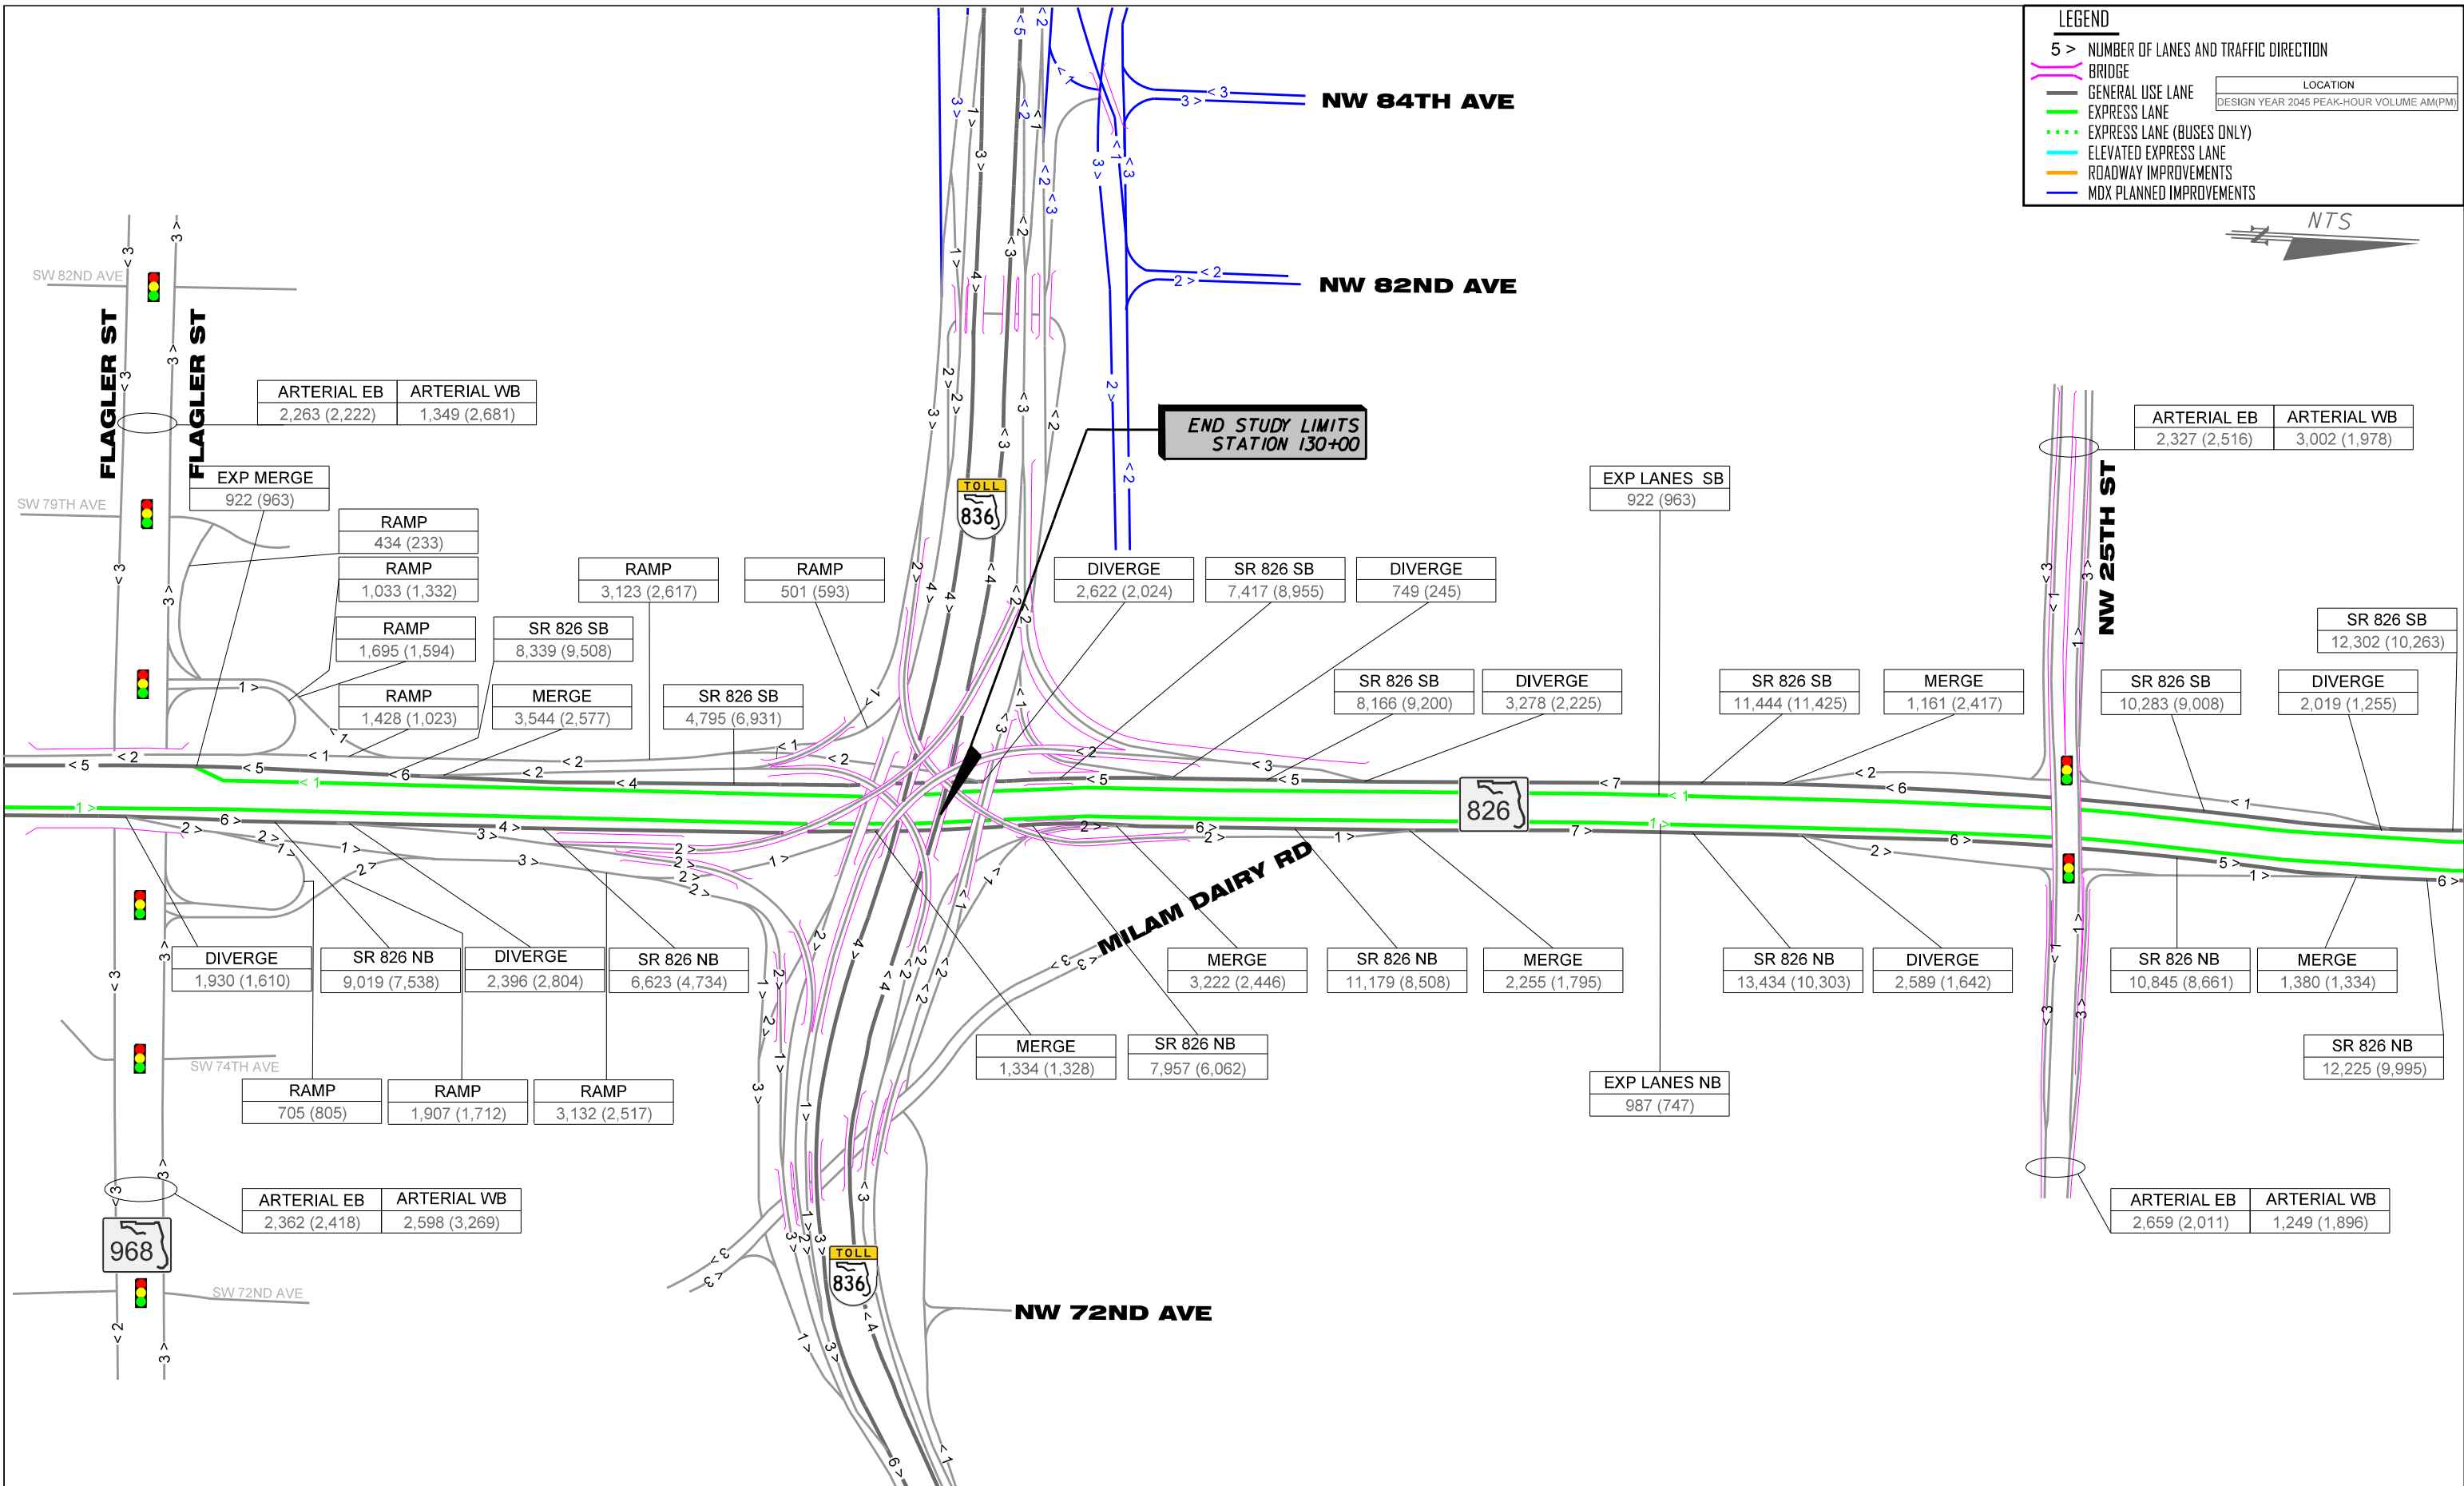 LEGEND
5 > NUMBER OF LANES AND TRAFFIC DIRECTION
BRIDGE
GENERAL USE LANE
EXPRESS LANE
EXPRESS LANE (BUSES ONLY)
ELEVATED EXPRESS LANE
ROADWAY IMPROVEMENTS
MDX PLANNED IMPROVEMENTS
LOCATION
DESIGN YEAR 2045 PEAK-HOUR VOLUME AM(PM)
NTS
N
NW 84TH AVE
NW 82ND AVE
SW 82ND AVE
FLAGLER ST
FLAGLER ST
ARTERIAL EB ARTERIAL WB
2,263 (2,222) 1,349 (2,681)
END STUDY LIMITS
STATION 130+00
ARTERIAL EB ARTERIAL WB
2,327 (2,516) 3,002 (1,978)
NW 25TH ST
EXP MERGE
922 (963)
SW 79TH AVE
TOLL
836
EXP LANES SB
922 (963)
RAMP
434 (233)
RAMP
1,033 (1,332)
RAMP
3,123 (2,617)
RAMP
501 (593)
DIVERGE
2,622 (2,024)
SR 826 SB
7,417 (8,955)
DIVERGE
749 (245)
RAMP
1,695 (1,594)
SR 826 SB
8,339 (9,508)
SR 826 SB
12,302 (10,263)
RAMP
1,428 (1,023)
MERGE
3,544 (2,577)
SR 826 SB
4,795 (6,931)
SR 826 SB
8,166 (9,200)
DIVERGE
3,278 (2,225)
SR 826 SB
11,444 (11,425)
MERGE
1,161 (2,417)
SR 826 SB
10,283 (9,008)
DIVERGE
2,019 (1,255)
826
MILAM DAIRY RD
DIVERGE
1,930 (1,610)
SR 826 NB
9,019 (7,538)
DIVERGE
2,396 (2,804)
SR 826 NB
6,623 (4,734)
MERGE
3,222 (2,446)
SR 826 NB
11,179 (8,508)
MERGE
2,255 (1,795)
SR 826 NB
13,434 (10,303)
DIVERGE
2,589 (1,642)
SR 826 NB
10,845 (8,661)
MERGE
1,380 (1,334)
MERGE
1,334 (1,328)
SR 826 NB
7,957 (6,062)
SR 826 NB
12,225 (9,995)
SW 74TH AVE
RAMP
705 (805)
RAMP
1,907 (1,712)
RAMP
3,132 (2,517)
EXP LANES NB
987 (747)
ARTERIAL EB ARTERIAL WB
2,362 (2,418) 2,598 (3,269)
ARTERIAL EB ARTERIAL WB
2,659 (2,011) 1,249 (1,896)
968
TOLL
836
SW 72ND AVE
NW 72ND AVE